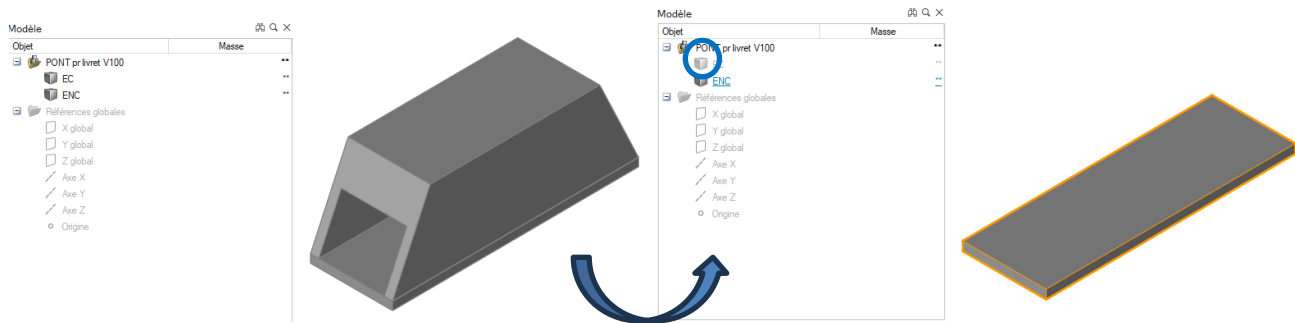 Modèle
Objet Masse
PONT pr livret V100
EC
ENC
Références globales
X global
Y global
Z global
Axe X
Axe Y
Axe Z
Origine
Modèle
Objet Masse
PONT pr livret V100
ENC
Références globales
X global
Y global
Z global
Axe X
Axe Y
Axe Z
Origine